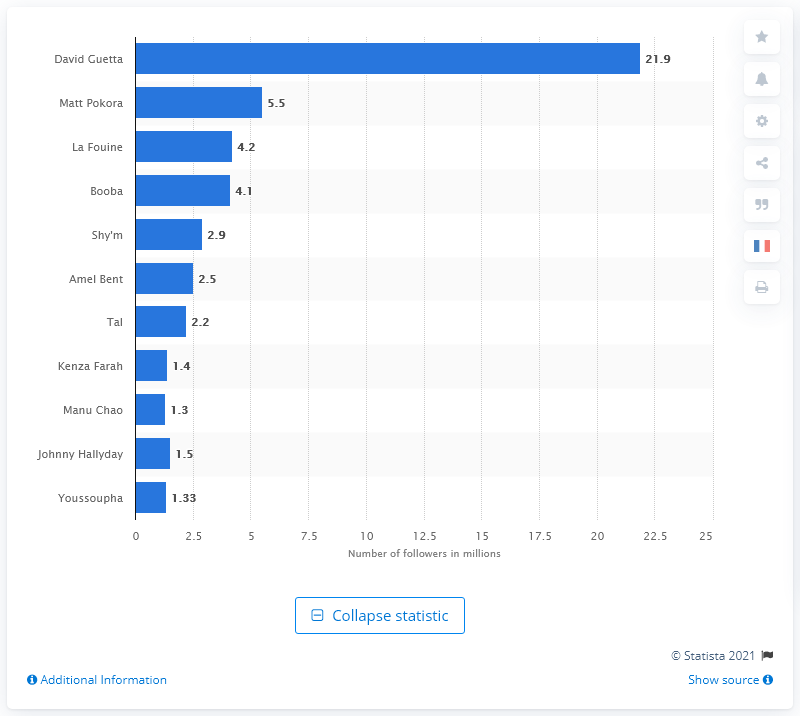 David Guetta 21.9
Matt Pokora 5.5
La Fouine 4.2
Booba 4.1
Shy'm 2.9
Amel Bent 2.5
Tal 2.2
Kenza Farah 1.4
Manu Chao 1.3
Johnny Hallyday 1.5
Youssoupha 1.33
0 2.5 5 7.5 10 12.5 15 17.5 20 22.5 25
Number of followers in millions
Collapse statistic
© Statista 2021
Additional Information Show source